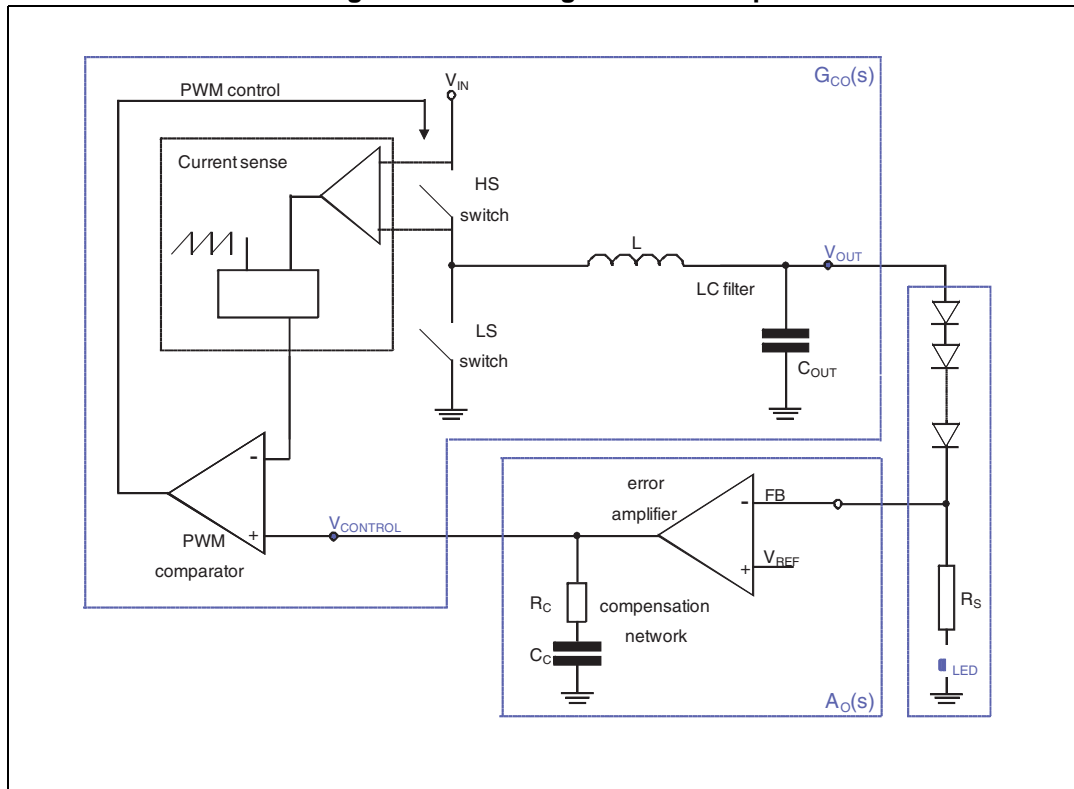 G_CO(s)
V_IN
PWM control
Current sense
HS
switch
L
V_OUT
LC filter
LS
switch
C_OUT
error
amplifier
FB
-
-
V_CONTROL
+
PWM
comparator
V_REF
+
R_C
compensation
network
R_S
C_C
LED
A_O(s)